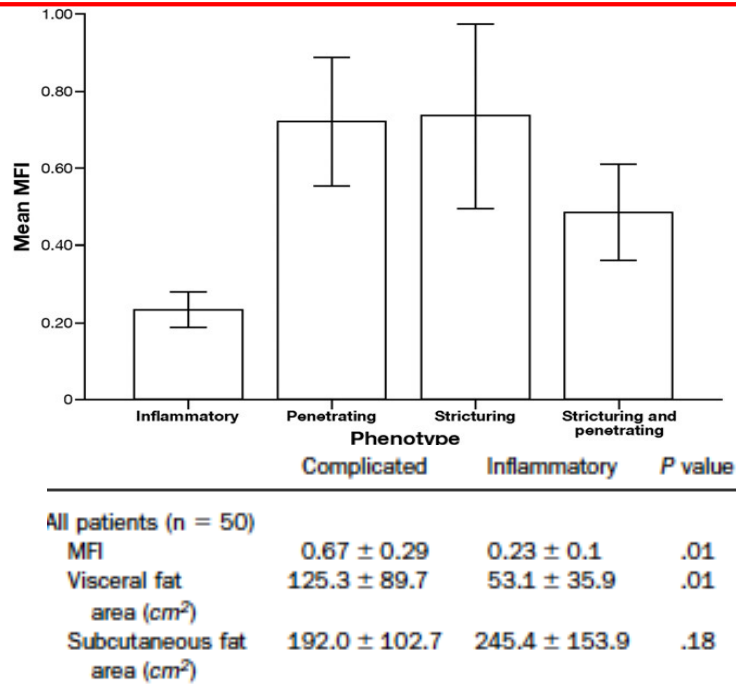 1.00
0.80
0.60
0.40
0.20
0
Mean MFI
Inflammatory Penetrating Stricturing Stricturing and
penetrating
Phenotype
Complicated Inflammatory P value
All patients (n = 50)
MFI 0.67 ± 0.29 0.23 ± 0.1 .01
Visceral fat 125.3 ± 89.7 53.1 ± 35.9 .01
area (cm²)
Subcutaneous fat 192.0 ± 102.7 245.4 ± 153.9 .18
area (cm²)